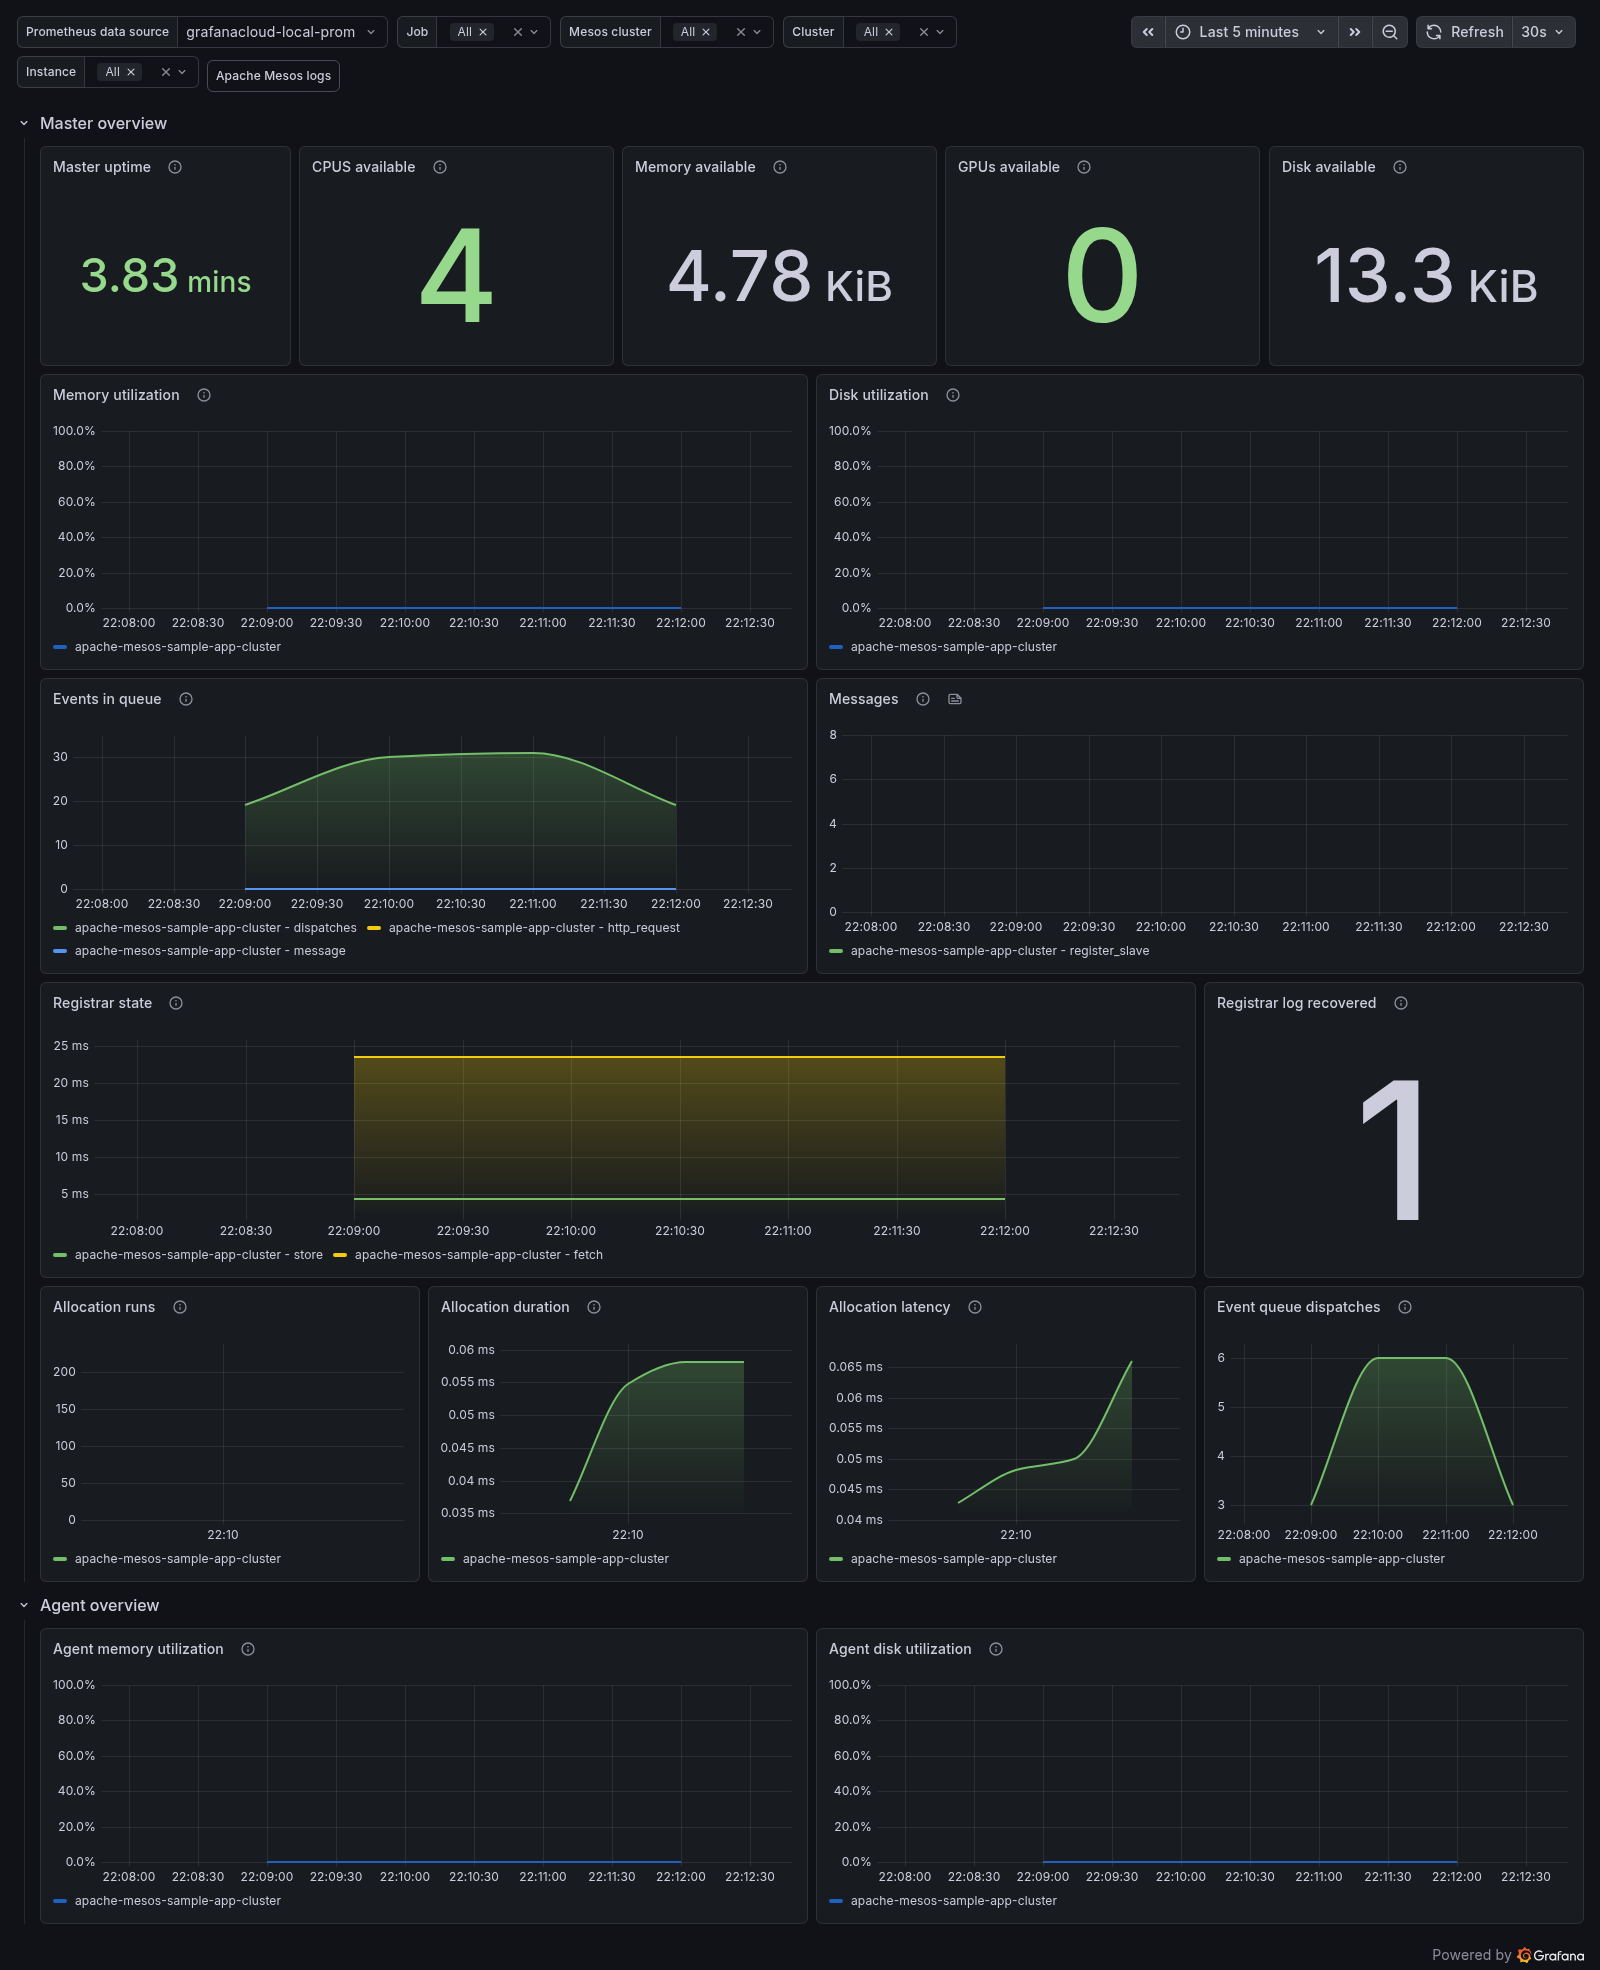 Prometheus data source grafanacloud-local-prom Job All Mesos cluster All Cluster All Last 5 minutes Refresh 30s
Instance All Apache Mesos logs
Master overview
Master uptime
3.83 mins
CPUS available
4
Memory available
4.78 KiB
GPUs available
0
Disk available
13.3 KiB
Memory utilization
100.0%
80.0%
60.0%
40.0%
20.0%
0.0%
22:08:00 22:08:30 22:09:00 22:09:30 22:10:00 22:10:30 22:11:00 22:11:30 22:12:00 22:12:30
apache-mesos-sample-app-cluster
Disk utilization
100.0%
80.0%
60.0%
40.0%
20.0%
0.0%
22:08:00 22:08:30 22:09:00 22:09:30 22:10:00 22:10:30 22:11:00 22:11:30 22:12:00 22:12:30
apache-mesos-sample-app-cluster
Events in queue
30
20
10
0
22:08:00 22:08:30 22:09:00 22:09:30 22:10:00 22:10:30 22:11:00 22:11:30 22:12:00 22:12:30
apache-mesos-sample-app-cluster - dispatches apache-mesos-sample-app-cluster - http_request
apache-mesos-sample-app-cluster - message
Messages
8
6
4
2
0
22:08:00 22:08:30 22:09:00 22:09:30 22:10:00 22:10:30 22:11:00 22:11:30 22:12:00 22:12:30
apache-mesos-sample-app-cluster - register_slave
Registrar state
25 ms
20 ms
15 ms
10 ms
5 ms
22:08:00 22:08:30 22:09:00 22:09:30 22:10:00 22:10:30 22:11:00 22:11:30 22:12:00 22:12:30
apache-mesos-sample-app-cluster - store apache-mesos-sample-app-cluster - fetch
Registrar log recovered
1
Allocation runs
200
150
100
50
0
22:10
apache-mesos-sample-app-cluster
Allocation duration
0.06 ms
0.055 ms
0.05 ms
0.045 ms
0.04 ms
0.035 ms
22:10
apache-mesos-sample-app-cluster
Allocation latency
0.065 ms
0.06 ms
0.055 ms
0.05 ms
0.045 ms
0.04 ms
22:10
apache-mesos-sample-app-cluster
Event queue dispatches
6
5
4
3
22:08:00 22:09:00 22:10:00 22:11:00 22:12:00
apache-mesos-sample-app-cluster
Agent overview
Agent memory utilization
100.0%
80.0%
60.0%
40.0%
20.0%
0.0%
22:08:00 22:08:30 22:09:00 22:09:30 22:10:00 22:10:30 22:11:00 22:11:30 22:12:00 22:12:30
apache-mesos-sample-app-cluster
Agent disk utilization
100.0%
80.0%
60.0%
40.0%
20.0%
0.0%
22:08:00 22:08:30 22:09:00 22:09:30 22:10:00 22:10:30 22:11:00 22:11:30 22:12:00 22:12:30
apache-mesos-sample-app-cluster
Powered by Grafana